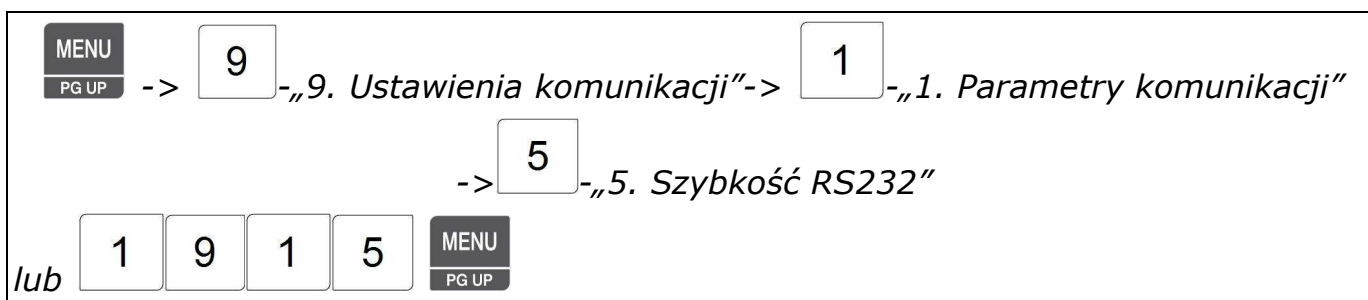 MENU PG UP -> 9 -„9. Ustawienia komunikacji”-> 1 -„1. Parametry komunikacji”
-> 5 -„5. Szybkość RS232”
lub 1 9 1 5 MENU PG UP